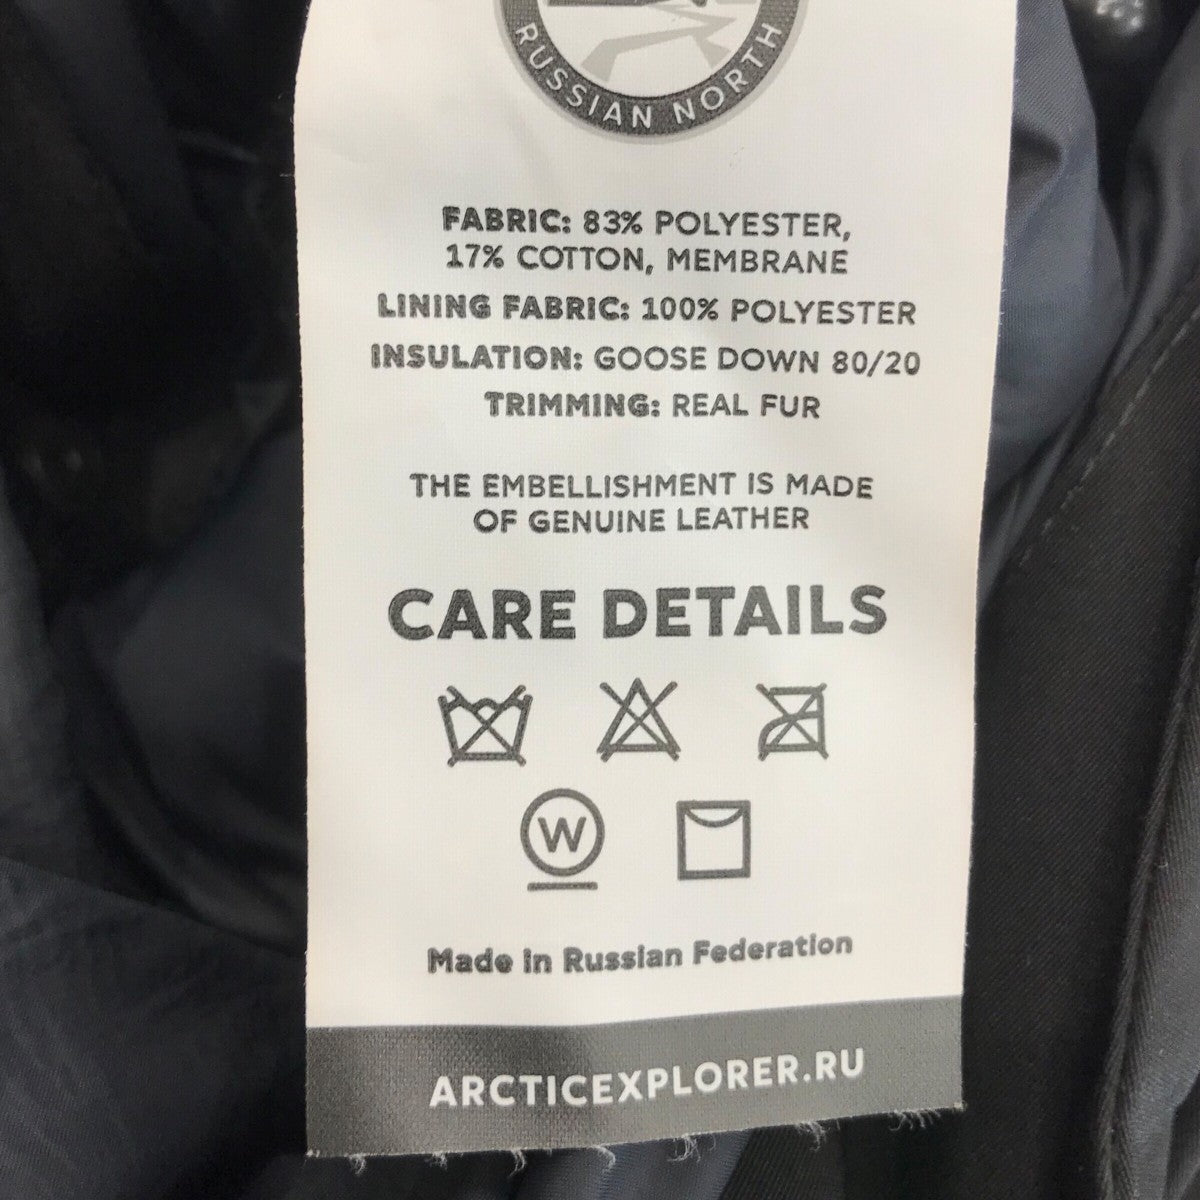 RUSSIAN NORTH
FABRIC: 83% POLYESTER,
17% COTTON, MEMBRANE
LINING FABRIC: 100% POLYESTER
INSULATION: GOOSE DOWN 80/20
TRIMMING: REAL FUR
THE EMBELLISHMENT IS MADE
OF GENUINE LEATHER
CARE DETAILS
W
Made in Russian Federation
ARCTICEXPLORER.RU